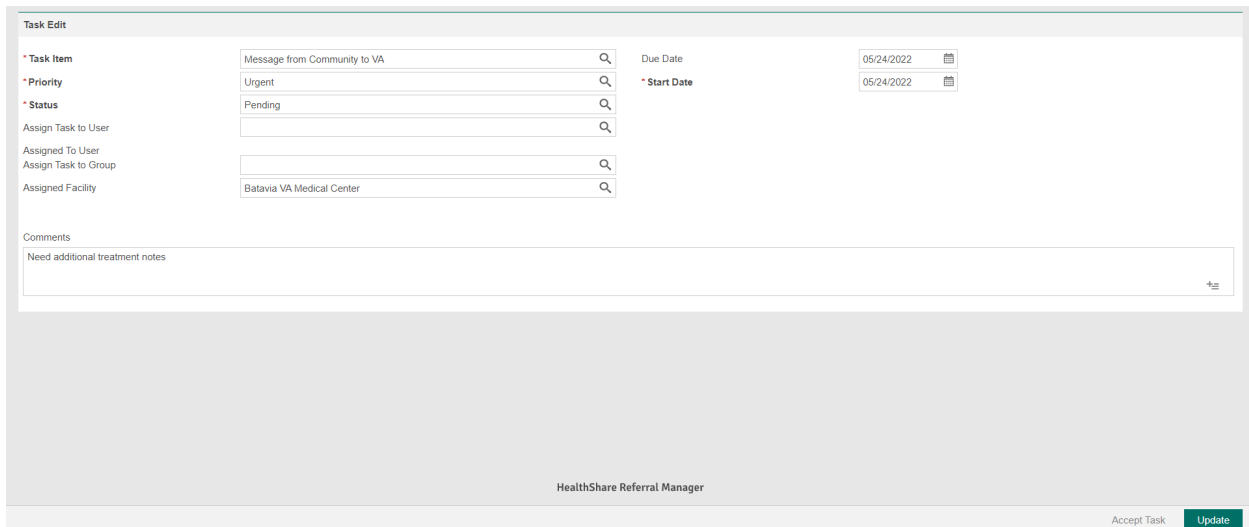 Task Edit
* Task Item Message from Community to VA Due Date 05/24/2022
* Priority Urgent * Start Date 05/24/2022
* Status Pending
Assign Task to User
Assigned To User
Assign Task to Group
Assigned Facility Batavia VA Medical Center
Comments
Need additional treatment notes
HealthShare Referral Manager
Accept Task Update